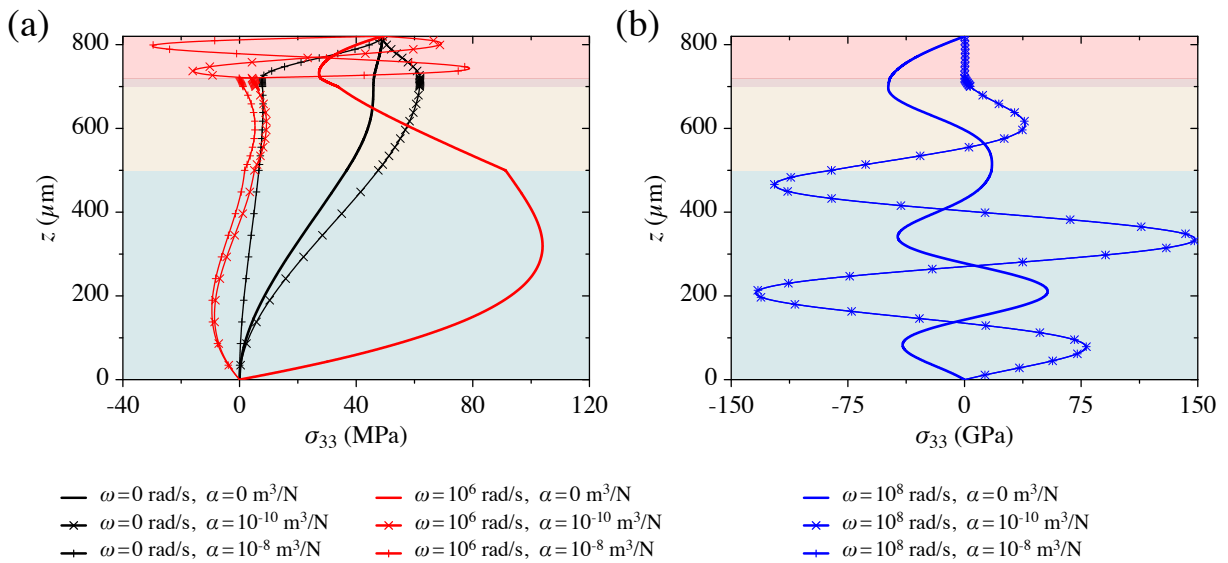 (a)
(b)
800
600
400
200
0
z (µm)
-40
0
40
80
120
σ₃₃ (MPa)
800
600
400
200
0
z (µm)
-150
-75
0
75
150
σ₃₃ (GPa)
ω=0 rad/s, α=0 m³/N
ω=10⁶ rad/s, α=0 m³/N
ω=10⁸ rad/s, α=0 m³/N
ω=0 rad/s, α=10⁻¹⁰ m³/N
ω=10⁶ rad/s, α=10⁻¹⁰ m³/N
ω=10⁸ rad/s, α=10⁻¹⁰ m³/N
ω=0 rad/s, α=10⁻⁸ m³/N
ω=10⁶ rad/s, α=10⁻⁸ m³/N
ω=10⁸ rad/s, α=10⁻⁸ m³/N